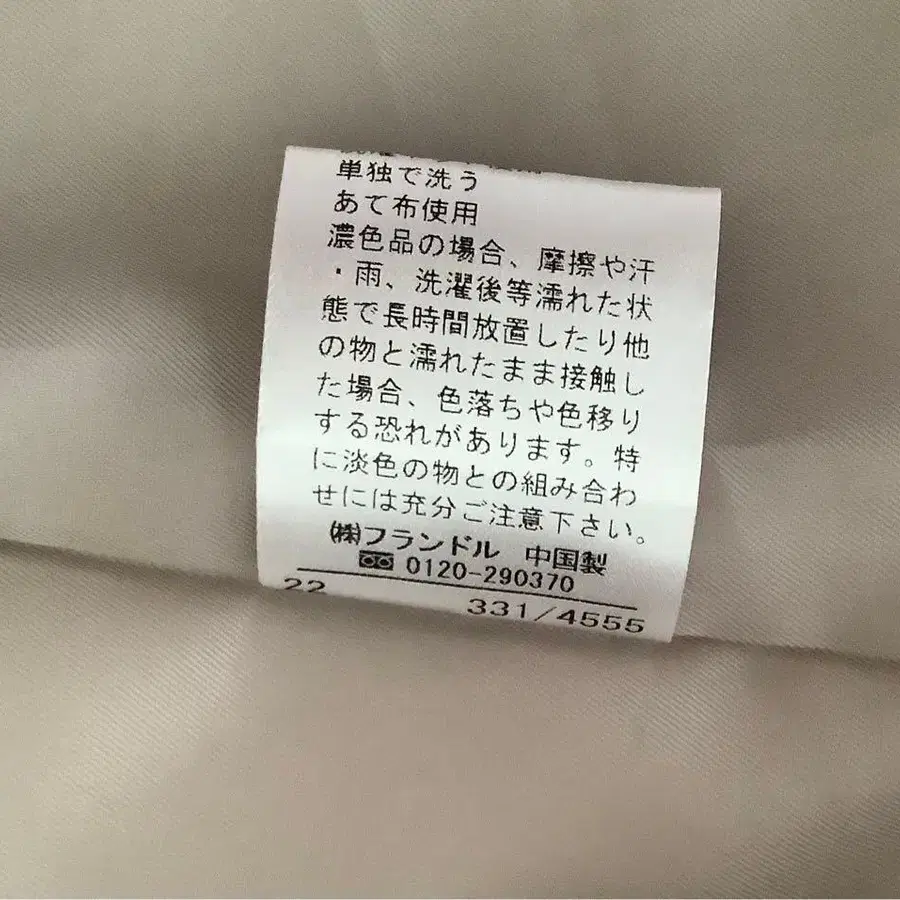 単独で洗う
あて布使用
濃色品の場合、摩擦や汗
・雨、洗濯後等濡れた状
態で長時間放置したり他
の物と濡れたまま接触し
た場合、色落ちや色移り
する恐れがあります。特
に淡色の物との組み合わ
せには充分ご注意下さい。
㈱フランドル 中国製
0120-290370
22 331/4555